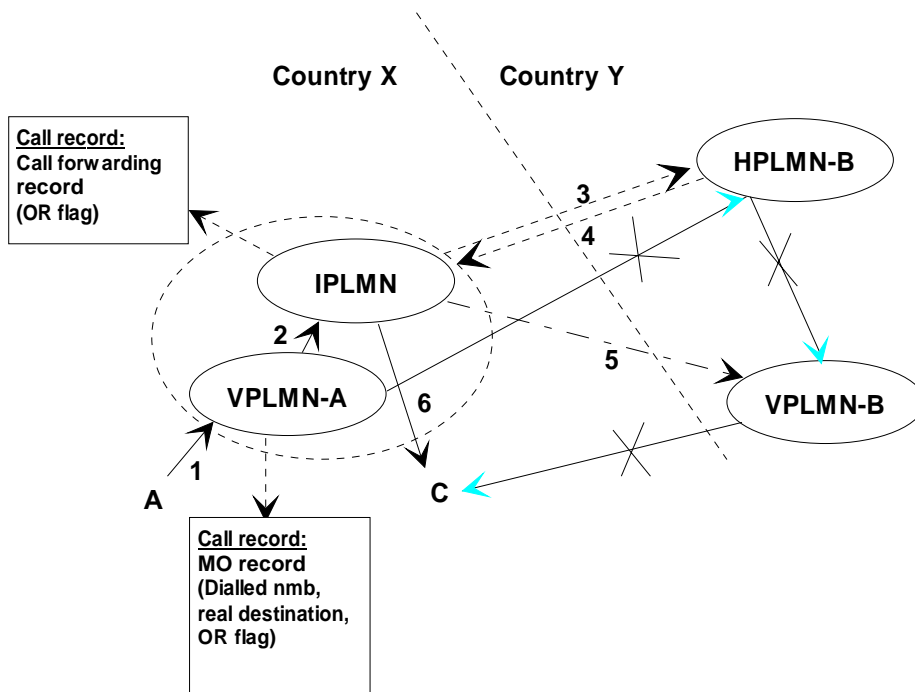 Country X
Country Y
Call record:
Call forwarding
record
(OR flag)
HPLMN-B
3
4
IPLMN
2
5
VPLMN-A
6
VPLMN-B
1
A
C
Call record:
MO record
(Dialled nmb,
real destination,
OR flag)